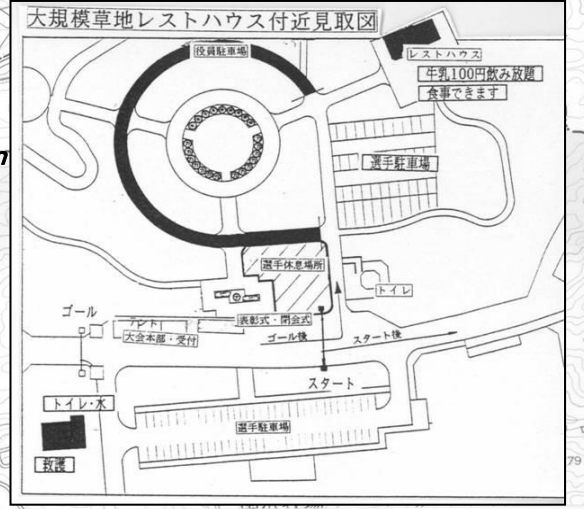 大規模草地レストハウス付近見取図
役員駐車場
レストハウス
牛乳100円飲み放題
食事できます
7
選手駐車場
選手休息場所
トイレ
ゴール
テント
表彰式・閉会式
大会本部・受付
ゴール後
スタート後
スタート
トイレ・水
選手駐車場
救護
79